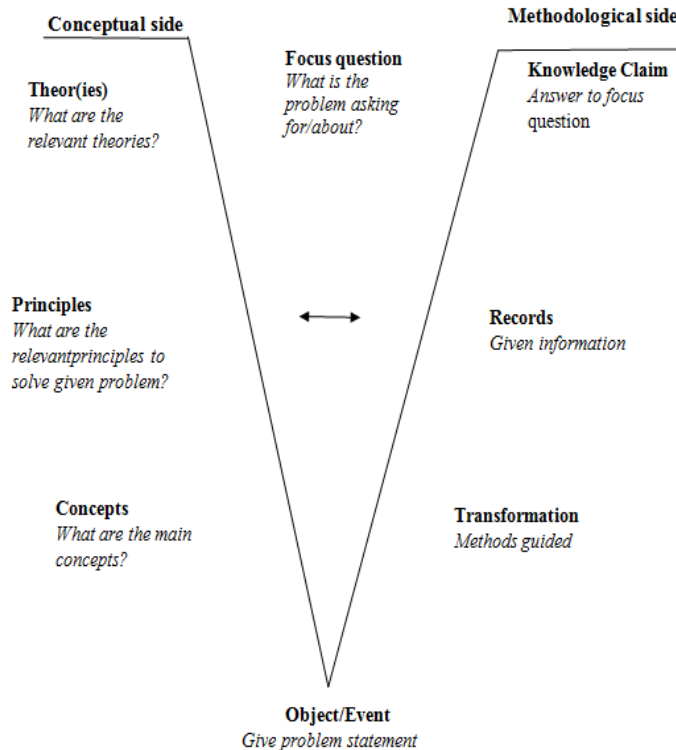 Conceptual side
Methodological side
Theor(ies)
What are the
relevant theories?
Focus question
What is the
problem asking
for/about?
Knowledge Claim
Answer to focus
question
Principles
What are the
relevantprinciples to
solve given problem?
Records
Given information
Concepts
What are the main
concepts?
Transformation
Methods guided
Object/Event
Give problem statement